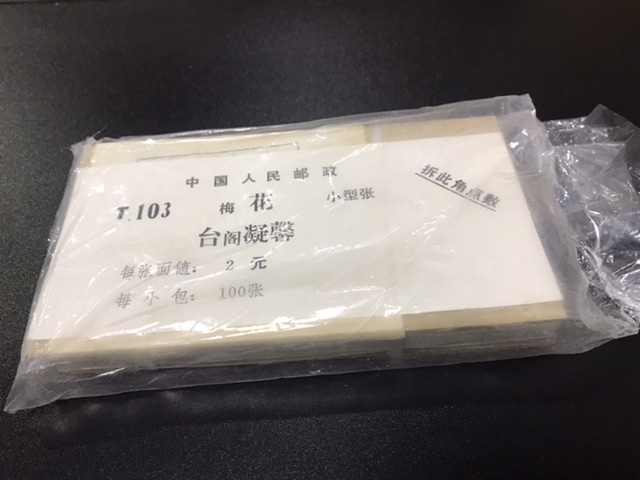 中国人民邮政
T.103 梅花 小型张
台阁凝馨
每张面值： 2 元
每小包： 100张
拆此角点数